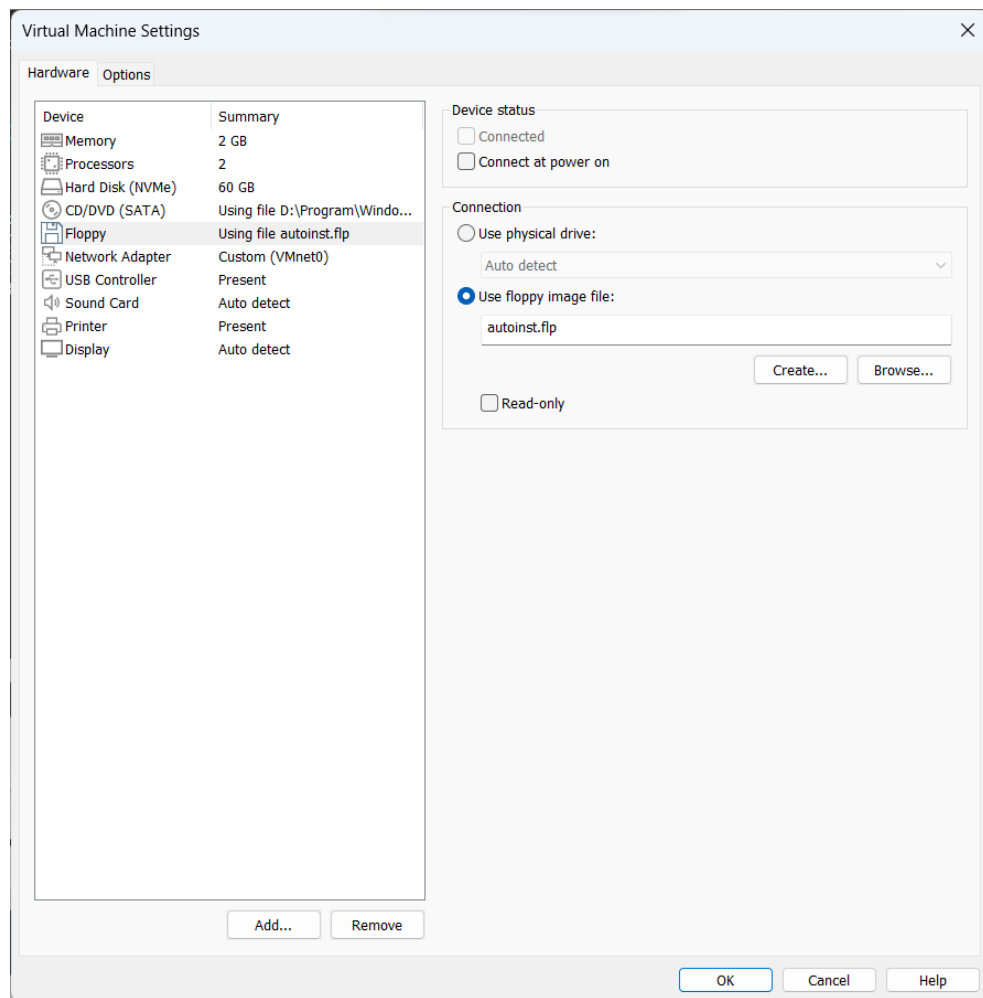 Virtual Machine Settings
Hardware Options
Device Summary
Memory 2 GB
Processors 2
Hard Disk (NVMe) 60 GB
CD/DVD (SATA) Using file D:\Program\Windo...
Floppy Using file autoinst.flp
Network Adapter Custom (VMnet0)
USB Controller Present
Sound Card Auto detect
Printer Present
Display Auto detect
Add... Remove
Device status
Connected
Connect at power on
Connection
Use physical drive:
Auto detect
Use floppy image file:
autoinst.flp
Create... Browse...
Read-only
OK Cancel Help